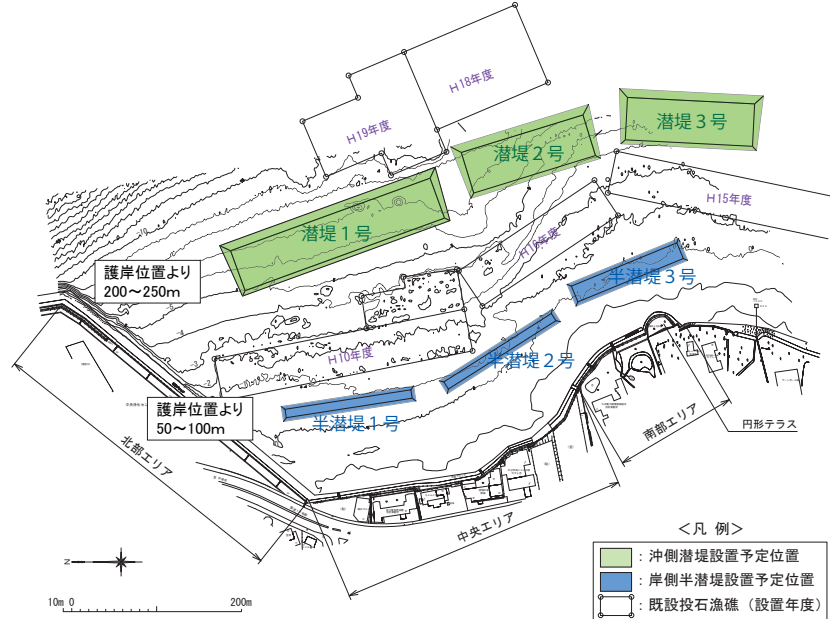 H18年度
H19年度
潜堤３号
潜堤２号
H15年度
潜堤１号
H16年度
護岸位置より
200～250m
半潜堤３号
H10年度
半潜堤２号
護岸位置より
50～100m
半潜堤１号
北部エリア
南部エリア
円形テラス
中央エリア
＜凡 例＞
：沖側潜堤設置予定位置
：岸側半潜堤設置予定位置
：既設投石漁礁（設置年度）
N
10m 0 200m